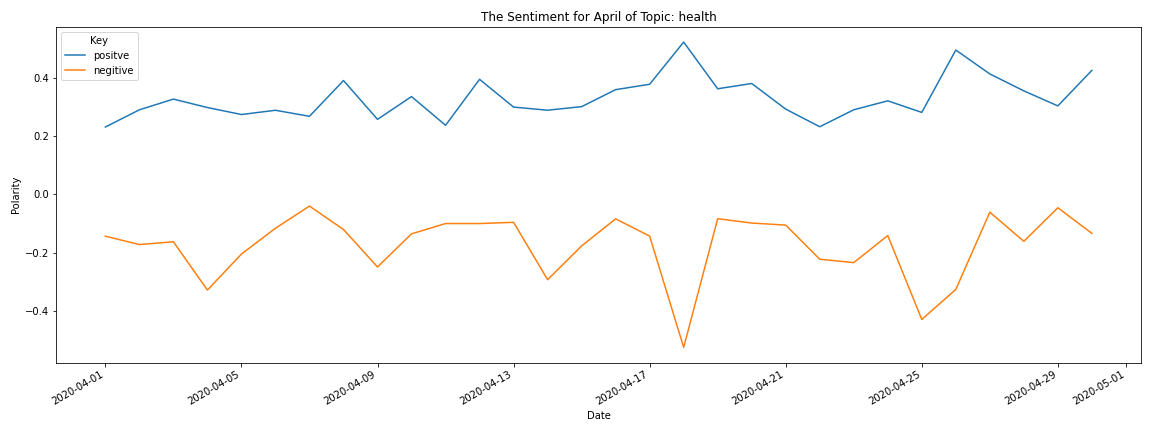 The Sentiment for April of Topic: health
Key
positve
negitive
Polarity
0.4
0.2
0.0
−0.2
−0.4
2020-04-01
2020-04-05
2020-04-09
2020-04-13
2020-04-17
2020-04-21
2020-04-25
2020-04-29
2020-05-01
Date